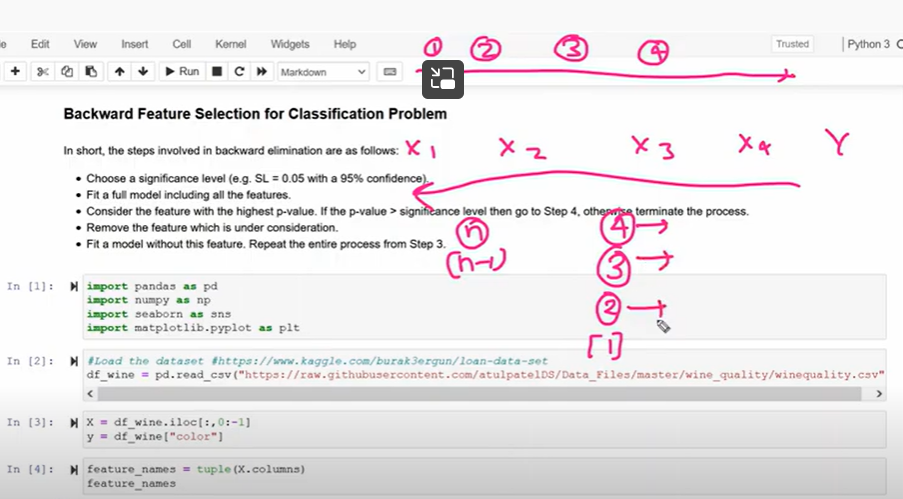 Edit View Insert Cell Kernel Widgets Help Trusted Python 3
1 2 3 4
Run Markdown
Backward Feature Selection for Classification Problem
In short, the steps involved in backward elimination are as follows:
X1 X2 X3 X4 Y
• Choose a significance level (e.g. SL = 0.05 with a 95% confidence).
• Fit a full model including all the features.
• Consider the feature with the highest p-value. If the p-value > significance level then go to Step 4, otherwise terminate the process.
• Remove the feature which is under consideration.
• Fit a model without this feature. Repeat the entire process from Step 3.
n 4
(n-1) 3
2
[1]
In [1]: import pandas as pd
import numpy as np
import seaborn as sns
import matplotlib.pyplot as plt
In [2]: #Load the dataset #https://www.kaggle.com/burak3ergun/loan-data-set
df_wine = pd.read_csv("https://raw.githubusercontent.com/atulpatelDS/Data_Files/master/wine_quality/winequality.csv"
In [3]: X = df_wine.iloc[:,0:-1]
y = df_wine["color"]
In [4]: feature_names = tuple(X.columns)
feature_names